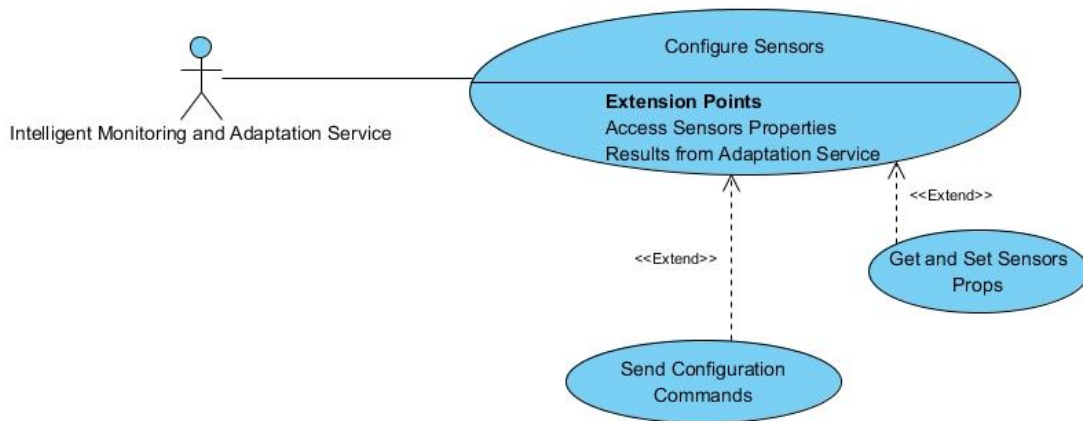 Configure Sensors
Intelligent Monitoring and Adaptation Service
Extension Points
Access Sensors Properties
Results from Adaptation Service
<<Extend>>
Get and Set Sensors
Props
<<Extend>>
Send Configuration
Commands